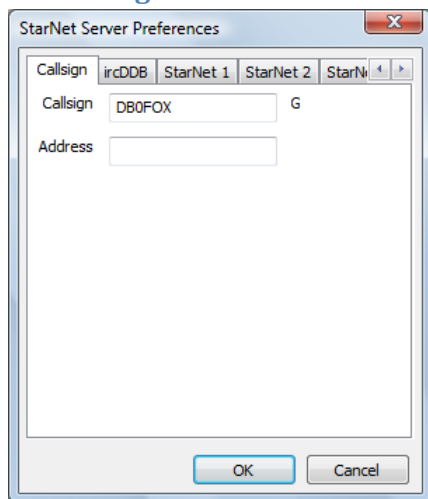 StarNet Server Preferences
Callsign ircDDB StarNet 1 StarNet 2
Callsign DB0FOX G
Address
OK Cancel